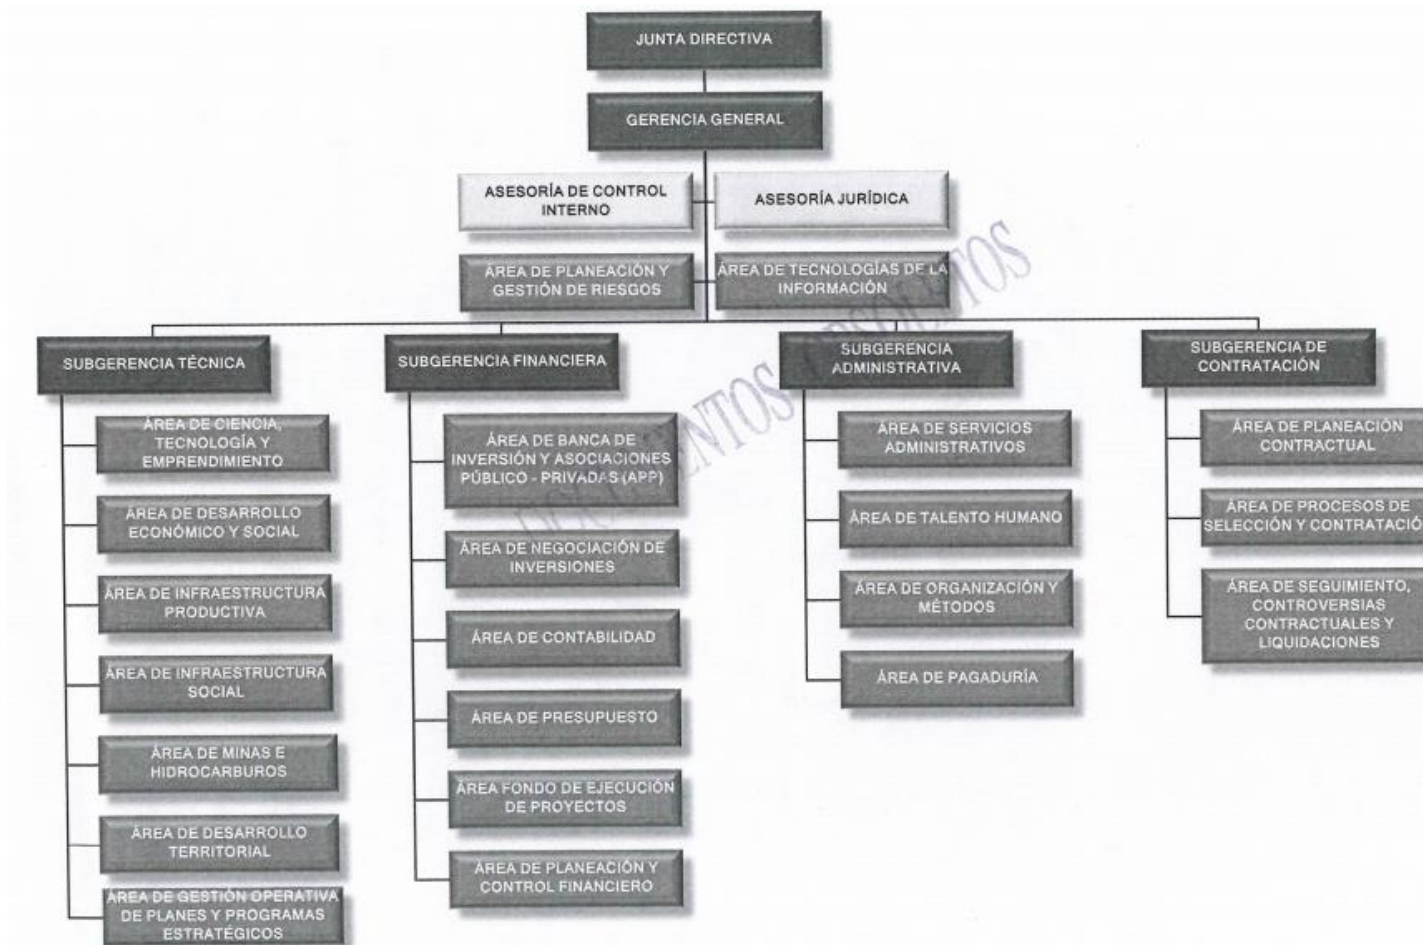 JUNTA DIRECTIVA
GERENCIA GENERAL
ASESORÍA DE CONTROL
INTERNO
ASESORÍA JURÍDICA
ÁREA DE PLANEACIÓN Y
GESTIÓN DE RIESGOS
ÁREA DE TECNOLOGÍAS DE LA
INFORMACIÓN
SUBGERENCIA TÉCNICA
ÁREA DE CIENCIA,
TECNOLOGÍA Y
EMPRENDIMIENTO
ÁREA DE DESARROLLO
ECONÓMICO Y SOCIAL
ÁREA DE INFRAESTRUCTURA
PRODUCTIVA
ÁREA DE INFRAESTRUCTURA
SOCIAL
ÁREA DE MINAS E
HIDROCARBUROS
ÁREA DE DESARROLLO
TERRITORIAL
ÁREA DE GESTIÓN OPERATIVA
DE PLANES Y PROGRAMAS
ESTRATÉGICOS
SUBGERENCIA FINANCIERA
ÁREA DE BANCA DE
INVERSIÓN Y ASOCIACIONES
PÚBLICO - PRIVADAS (APP)
ÁREA DE NEGOCIACIÓN DE
INVERSIONES
ÁREA DE CONTABILIDAD
ÁREA DE PRESUPUESTO
ÁREA FONDO DE EJECUCIÓN
DE PROYECTOS
ÁREA DE PLANEACIÓN Y
CONTROL FINANCIERO
SUBGERENCIA
ADMINISTRATIVA
ÁREA DE SERVICIOS
ADMINISTRATIVOS
ÁREA DE TALENTO HUMANO
ÁREA DE ORGANIZACIÓN Y
MÉTODOS
ÁREA DE PAGADURÍA
SUBGERENCIA DE
CONTRATACIÓN
ÁREA DE PLANEACIÓN
CONTRACTUAL
ÁREA DE PROCESOS DE
SELECCIÓN Y CONTRATACIÓ
ÁREA DE SEGUIMIENTO,
CONTROVERSIAS
CONTRACTUALES Y
LIQUIDACIONES
DOCUMENTOS OBSOLETOS